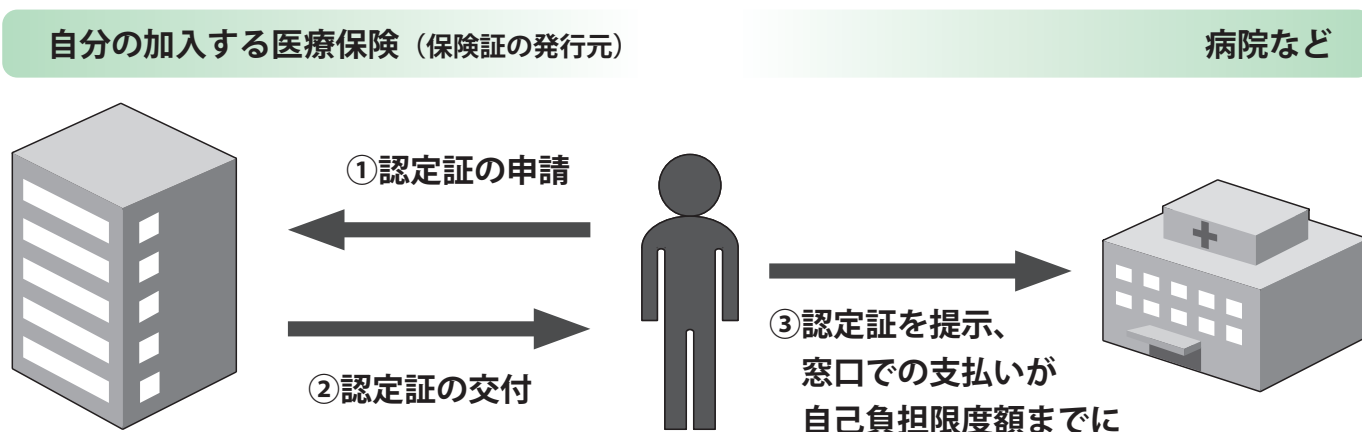 自分の加入する医療保険（保険証の発行元）
病院など
①認定証の申請
②認定証の交付
③認定証を提示、
窓口での支払いが
自己負担限度額までに